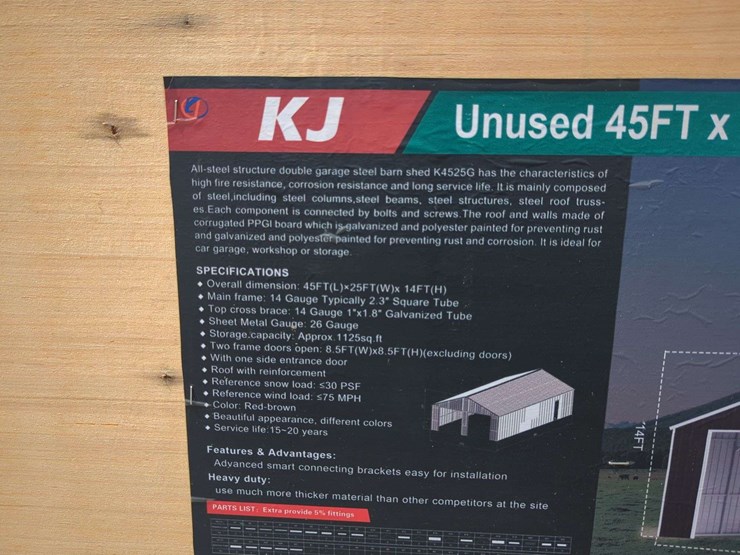 KJ
Unused 45FT x
All-steel structure double garage steel barn shed K4525G has the characteristics of
high fire resistance, corrosion resistance and long service life. It is mainly composed
of steel,including steel columns,steel beams, steel structures, steel roof truss-
es.Each component is connected by bolts and screws.The roof and walls made of
corrugated PPGI board which is galvanized and polyester painted for preventing rust
and galvanized and polyester painted for preventing rust and corrosion. It is ideal for
car garage, workshop or storage.
SPECIFICATIONS
◆ Overall dimension: 45FT(L)×25FT(W)x 14FT(H)
◆ Main frame: 14 Gauge Typically 2.3" Square Tube
◆ Top cross brace: 14 Gauge 1"x1.8" Galvanized Tube
◆ Sheet Metal Gauge: 26 Gauge
◆ Storage,capacity: Approx.1125sq.ft
◆ Two frame doors open: 8.5FT(W)x8.5FT(H)(excluding doors)
◆ With one side entrance door
◆ Roof with reinforcement
◆ Reference snow load: ≤30 PSF
◆ Reference wind load: ≤75 MPH
◆ Color: Red-brown
◆ Beautiful appearance, different colors
◆ Service life:15~20 years
14FT
Features & Advantages:
Advanced smart connecting brackets easy for installation
Heavy duty:
use much more thicker material than other competitors at the site
PARTS LIST: Extra provide 5% fittings